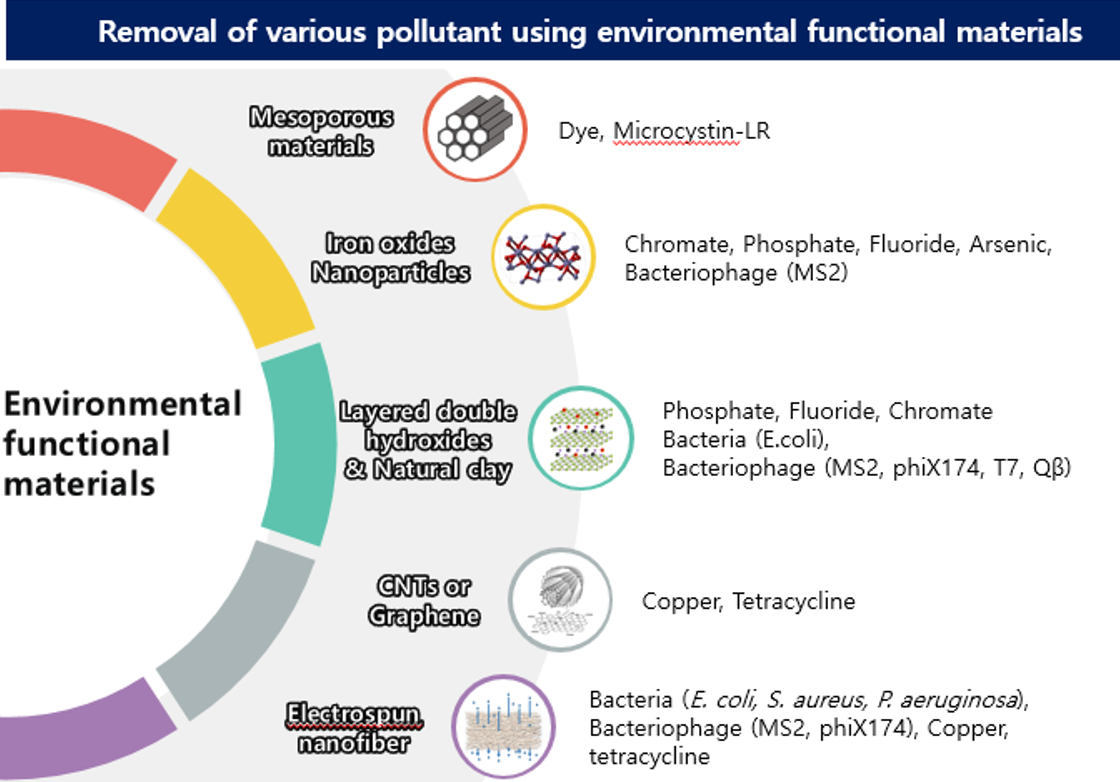 Removal of various pollutant using environmental functional materials
Mesoporous
materials
Dye, Microcystin-LR
Iron oxides
Nanoparticles
Chromate, Phosphate, Fluoride, Arsenic,
Bacteriophage (MS2)
Environmental
functional
materials
Layered double
hydroxides
& Natural clay
Phosphate, Fluoride, Chromate
Bacteria (E.coli),
Bacteriophage (MS2, phiX174, T7, Qβ)
CNTs or
Graphene
Copper, Tetracycline
Electrospun
nanofiber
Bacteria (E. coli, S. aureus, P. aeruginosa),
Bacteriophage (MS2, phiX174), Copper,
tetracycline